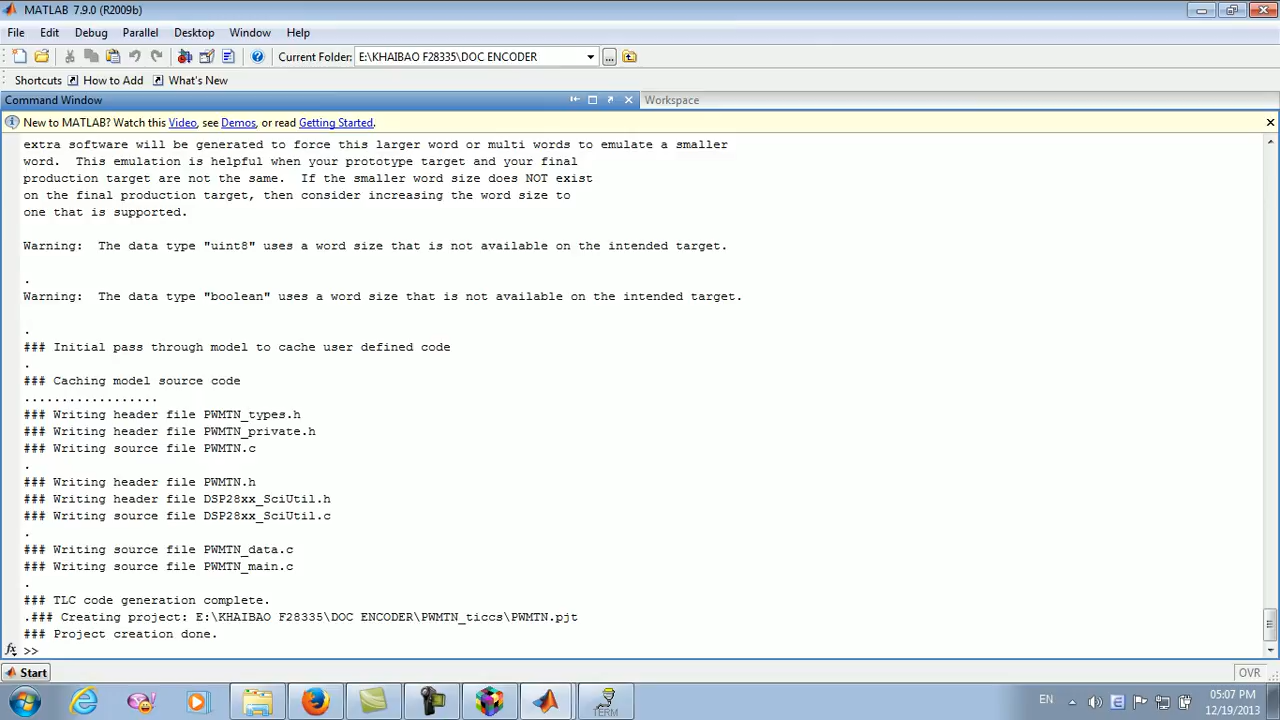 MATLAB 7.9.0 (R2009b)
File Edit Debug Parallel Desktop Window Help
Current Folder: E:\KHAIBAO F28335\DOC ENCODER
Shortcuts How to Add What's New
Command Window
Workspace
New to MATLAB? Watch this Video, see Demos, or read Getting Started.
extra software will be generated to force this larger word or multi words to emulate a smaller
word.  This emulation is helpful when your prototype target and your final
production target are not the same.  If the smaller word size does NOT exist
on the final production target, then consider increasing the word size to
one that is supported.
Warning:  The data type "uint8" uses a word size that is not available on the intended target.
.
Warning:  The data type "boolean" uses a word size that is not available on the intended target.
.
### Initial pass through model to cache user defined code
.
### Caching model source code
..................
### Writing header file PWMTN_types.h
### Writing header file PWMTN_private.h
### Writing source file PWMTN.c
.
### Writing header file PWMTN.h
### Writing header file DSP28xx_SciUtil.h
### Writing source file DSP28xx_SciUtil.c
.
### Writing source file PWMTN_data.c
### Writing source file PWMTN_main.c
.
### TLC code generation complete.
.### Creating project: E:\KHAIBAO F28335\DOC ENCODER\PWMTN_ticcs\PWMTN.pjt
### Project creation done.
fx >>
Start
OVR
TERM
EN
05:07 PM
12/19/2013